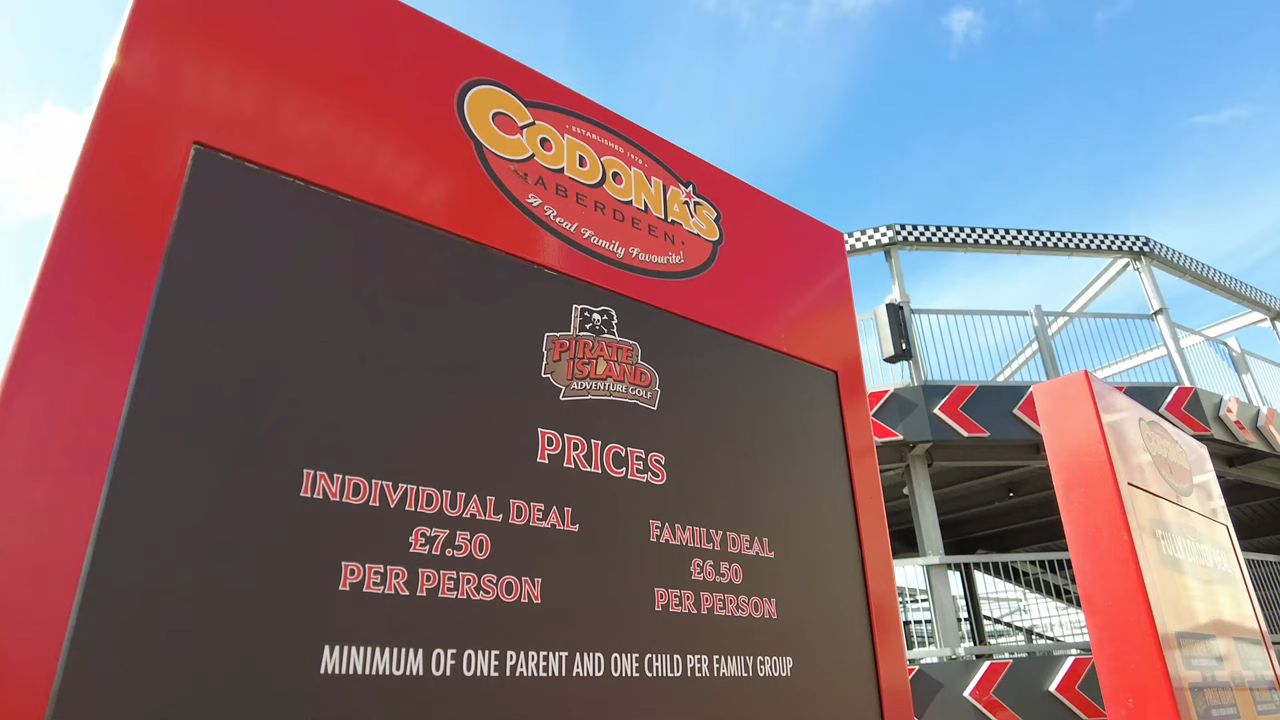 · ESTABLISHED 1970 ·
CODONA'S
· ABERDEEN ·
A Real Family Favourite!
PIRATE
ISLAND
ADVENTURE GOLF
PRICES
INDIVIDUAL DEAL
£7.50
PER PERSON
FAMILY DEAL
£6.50
PER PERSON
MINIMUM OF ONE PARENT AND ONE CHILD PER FAMILY GROUP